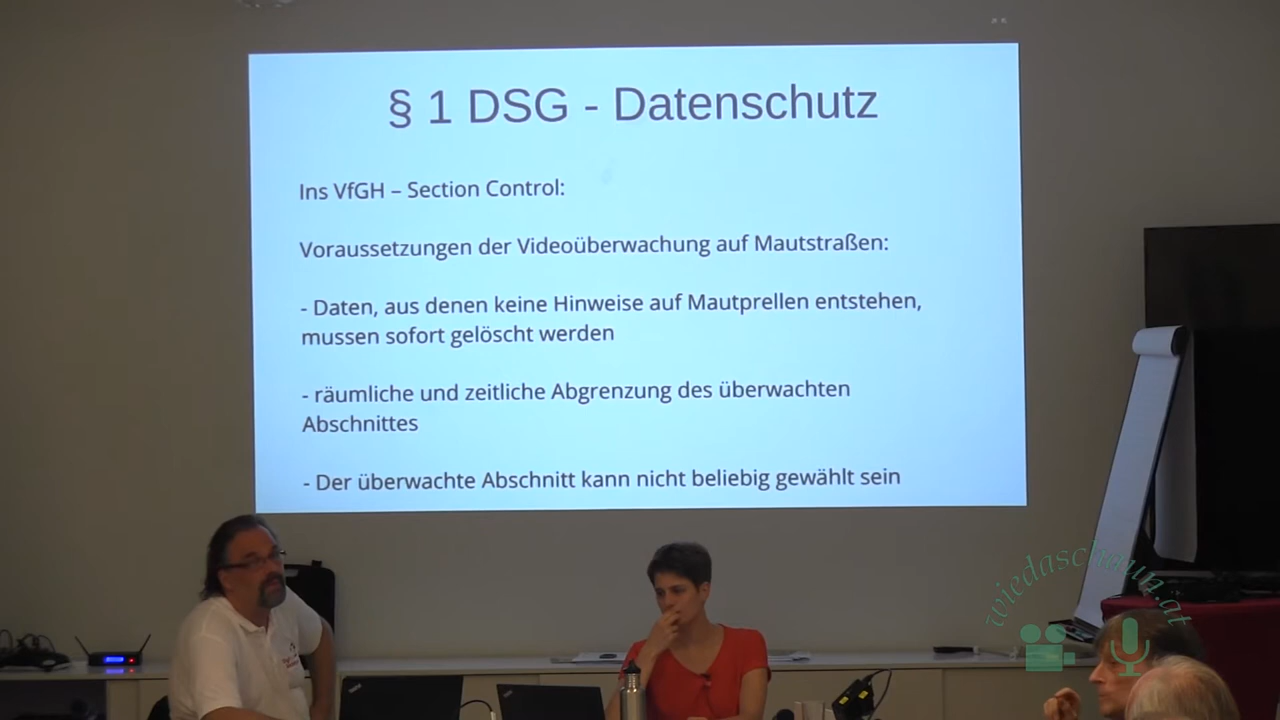 § 1 DSG - Datenschutz
Ins VfGH – Section Control:
Voraussetzungen der Videoüberwachung auf Mautstraßen:
- Daten, aus denen keine Hinweise auf Mautprellen entstehen,
mussen sofort gelöscht werden
- räumliche und zeitliche Abgrenzung des überwachten
Abschnittes
- Der überwachte Abschnitt kann nicht beliebig gewählt sein
wiedaschaun.at